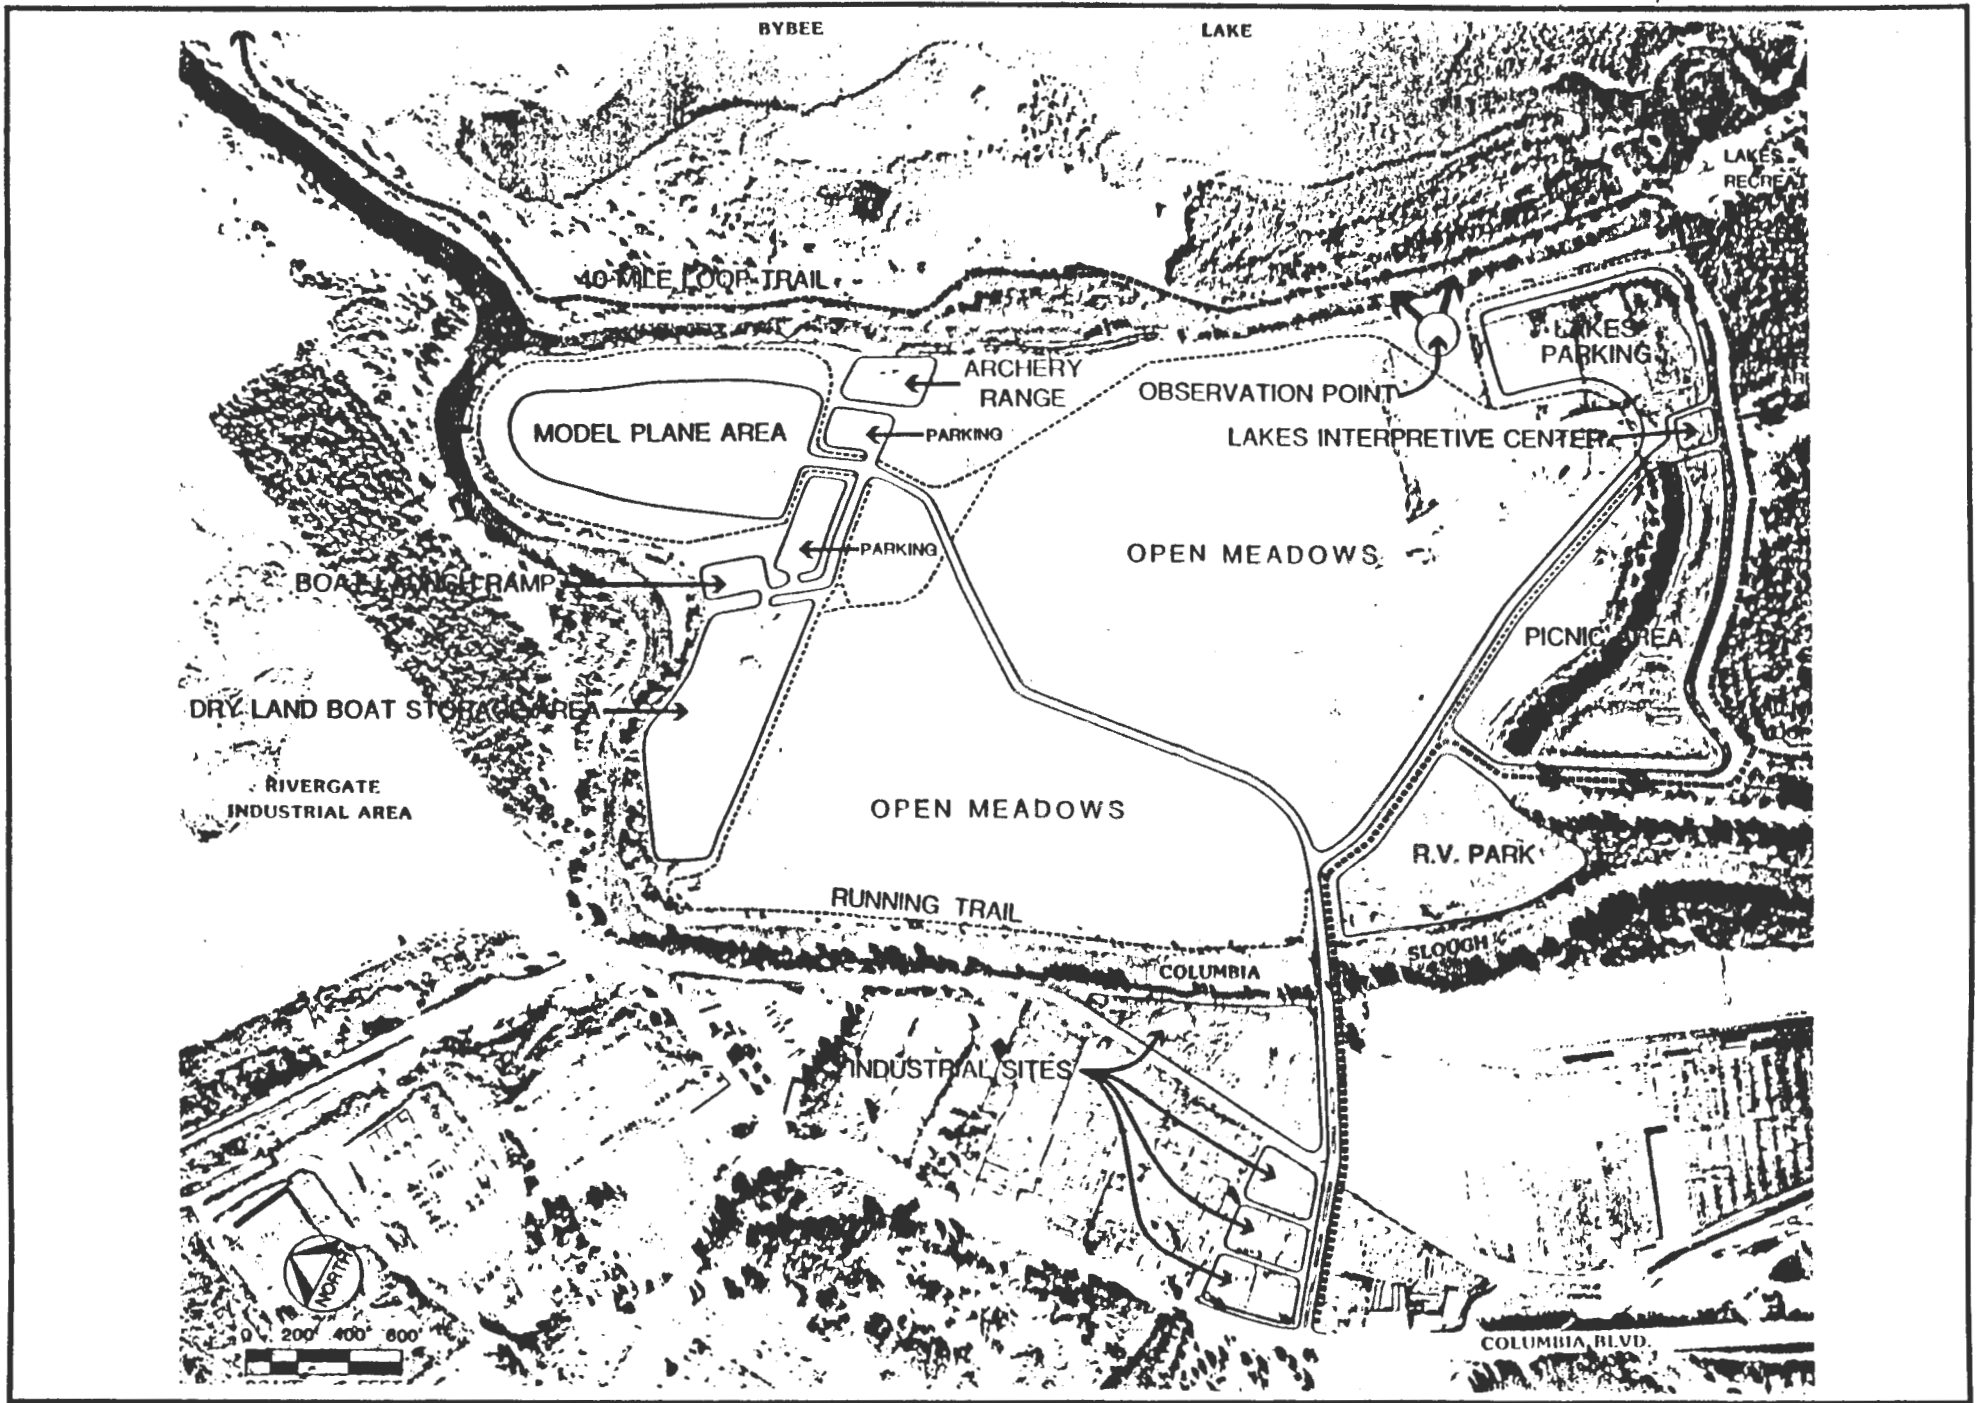 BYBEE LAKE
LAKES
RECREAT
40 MILE LOOP TRAIL
LAKES
PARKING
ARCHERY
RANGE
OBSERVATION POINT
MODEL PLANE AREA
PARKING
LAKES INTERPRETIVE CENTER
PARKING
OPEN MEADOWS
BOAT LAUNCH RAMP
PICNIC AREA
DRY LAND BOAT STORAGE AREA
RIVERGATE
INDUSTRIAL AREA
OPEN MEADOWS
R.V. PARK
RUNNING TRAIL
COLUMBIA SLOUGH
INDUSTRIAL SITES
NORTH
0 200' 400' 600'
COLUMBIA BLVD.